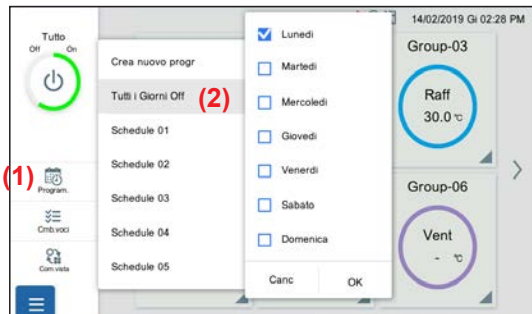 14/02/2019 Gi 02:28 PM
Tutto
Off
On
(1)
Program.
Cmb.voci
Com.vista
Crea nuovo progr
Tutti i Giorni Off
(2)
Schedule 01
Schedule 02
Schedule 03
Schedule 04
Schedule 05
Lunedi
Martedi
Mercoledi
Giovedi
Venerdi
Sabato
Domenica
Canc
OK
Group-03
Raff
30.0 °C
Group-06
Vent
- °C